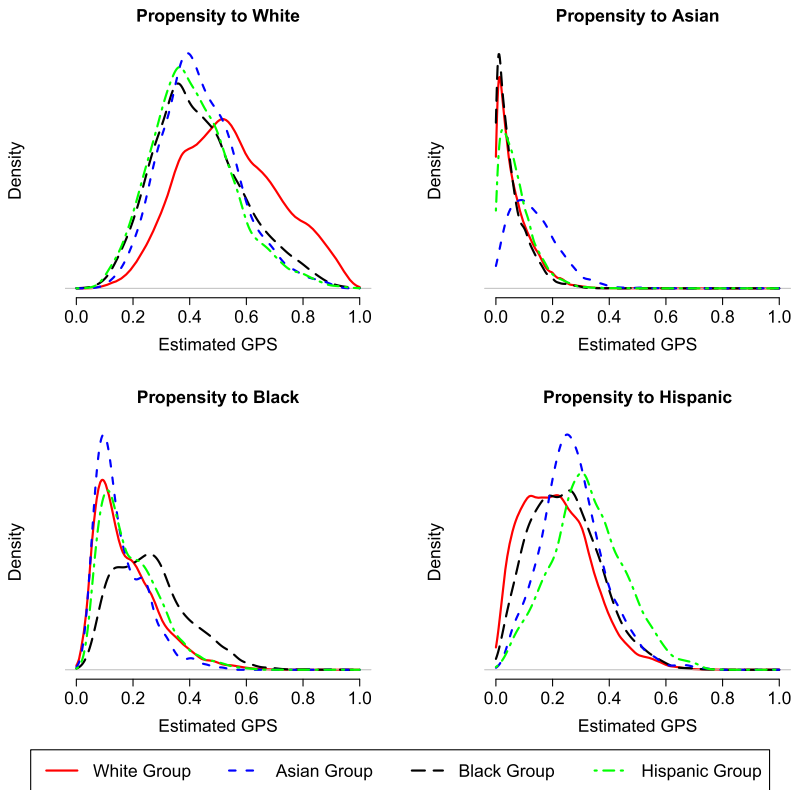 Propensity to White
Density
0.0 0.2 0.4 0.6 0.8 1.0
Estimated GPS
Propensity to Asian
Density
0.0 0.2 0.4 0.6 0.8 1.0
Estimated GPS
Propensity to Black
Density
0.0 0.2 0.4 0.6 0.8 1.0
Estimated GPS
Propensity to Hispanic
Density
0.0 0.2 0.4 0.6 0.8 1.0
Estimated GPS
White Group Asian Group Black Group Hispanic Group